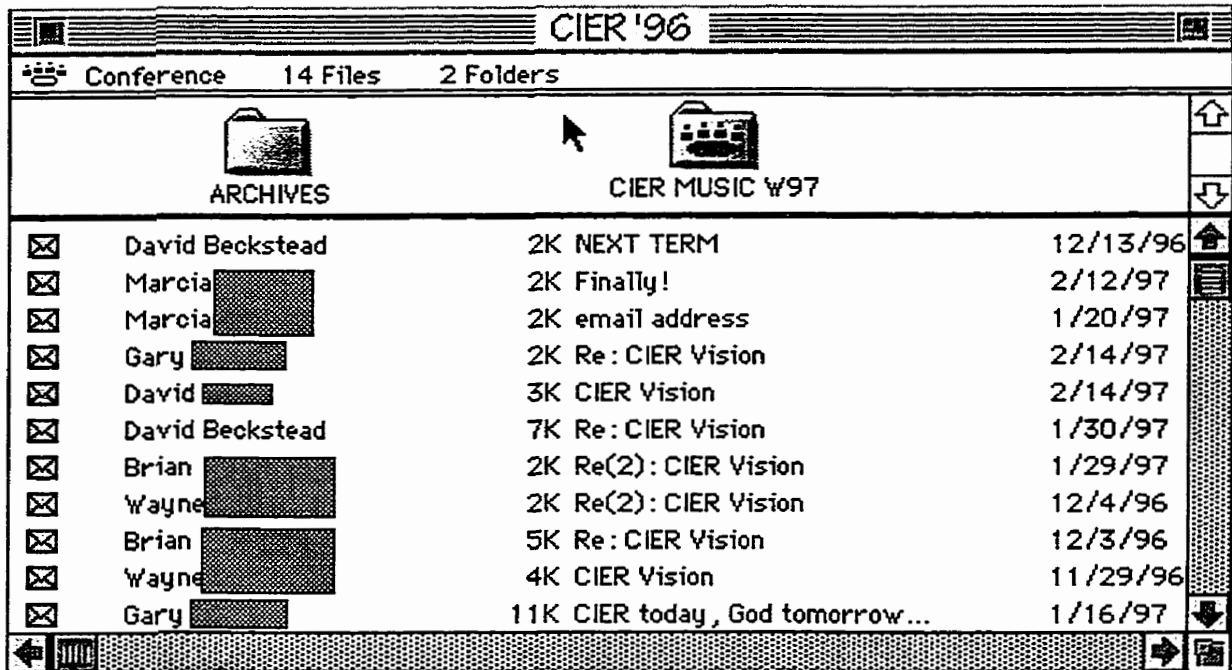 CIER '96
Conference 14 Files 2 Folders
ARCHIVES CIER MUSIC W97
David Beckstead 2K NEXT TERM 12/13/96
Marcia 2K Finally! 2/12/97
Marcia 2K email address 1/20/97
Gary 2K Re: CIER Vision 2/14/97
David 3K CIER Vision 2/14/97
David Beckstead 7K Re: CIER Vision 1/30/97
Brian 2K Re(2): CIER Vision 1/29/97
Wayne 2K Re(2): CIER Vision 12/4/96
Brian 5K Re: CIER Vision 12/3/96
Wayne 4K CIER Vision 11/29/96
Gary 11K CIER today, God tomorrow... 1/16/97